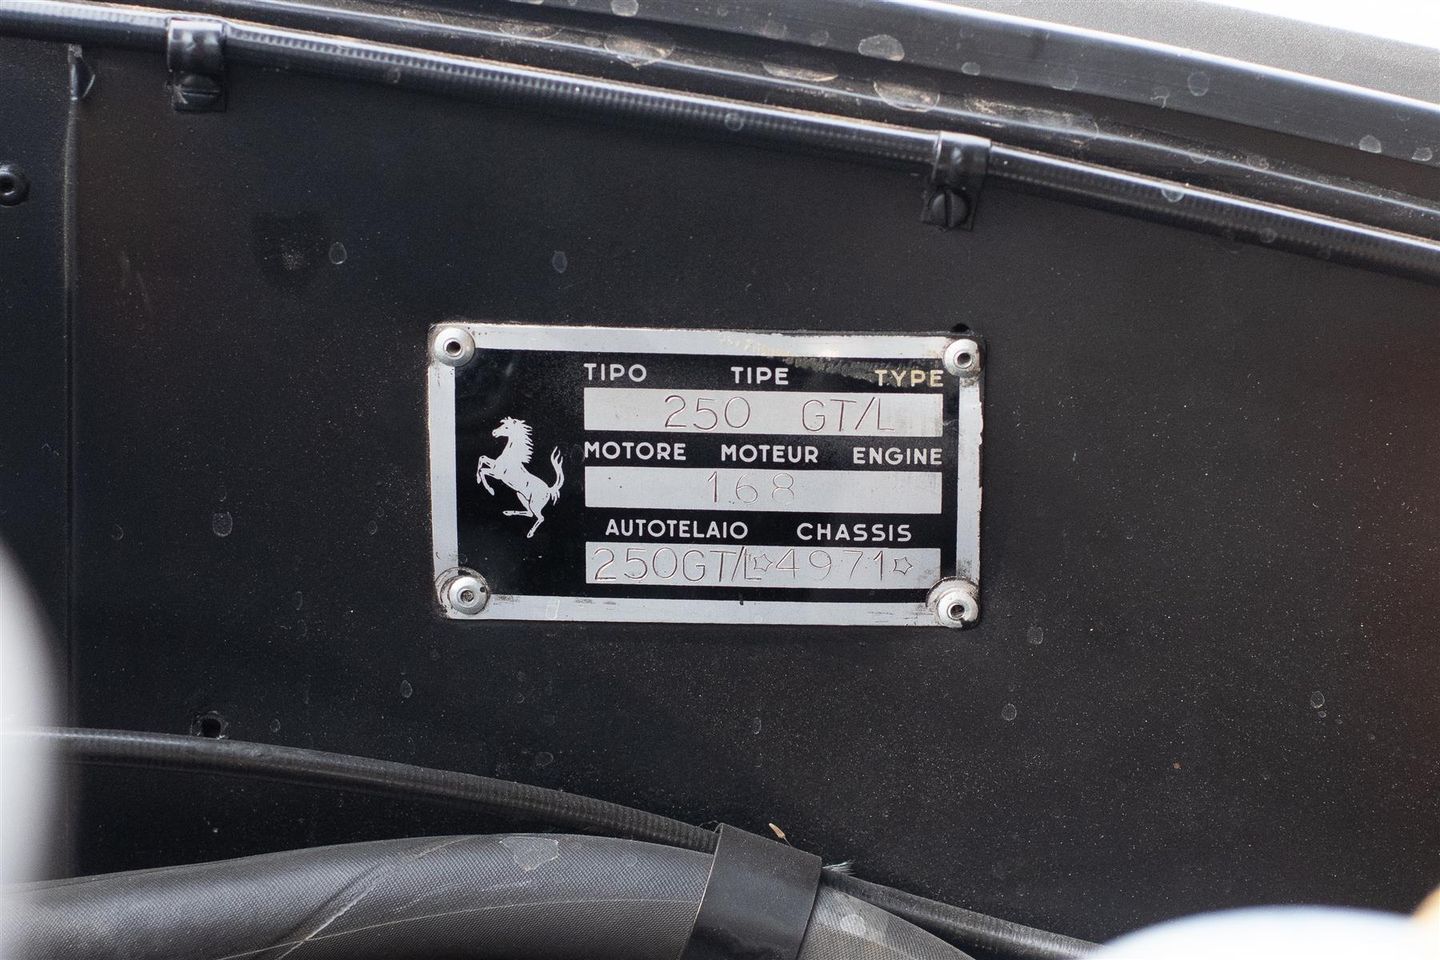 TIPO TIPE TYPE
250 GT/L
MOTORE MOTEUR ENGINE
168
AUTOTELAIO CHASSIS
250GT/L☆4971☆